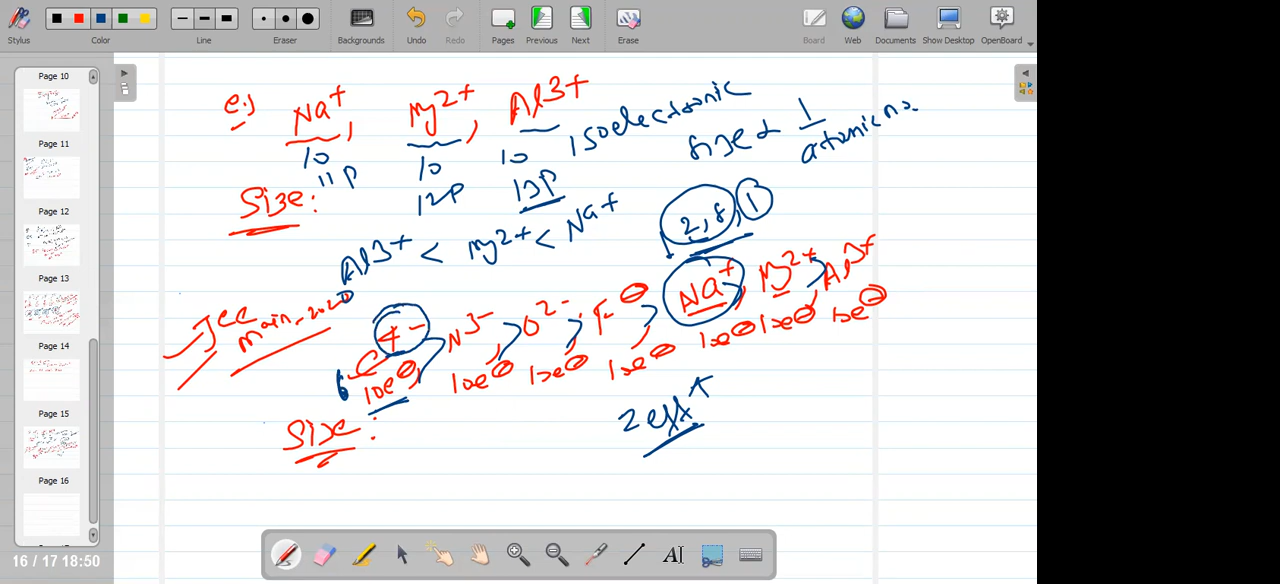 Stylus
Color
Line
Eraser
Backgrounds
Undo
Redo
Pages
Previous
Next
Erase
Board
Web
Documents
Show Desktop
OpenBoard
Page 10
Page 11
Page 12
Page 13
Page 14
Page 15
Page 16
16 / 17 18:50
e.) Na+, Mg2+, Al3+
10 10 10 isoelectronic
11P 12P 13P
size α 1/atomic no
Size:
Al3+ < Mg2+ < Na+
2, 8, 1
Jee main-2020
C4- > N3- > O2- > F- > Na+ > Mg2+ > Al3+
6
10e- 10e- 10e- 10e- 10e- 10e- 10e-
Size:
Zeff ↑